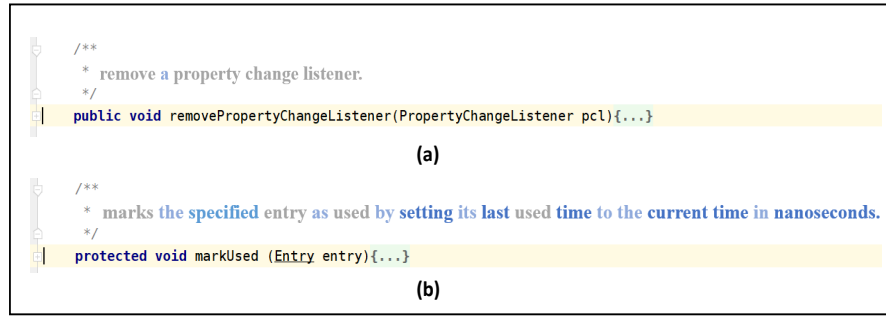 /**
* remove a property change listener.
*/
public void removePropertyChangeListener(PropertyChangeListener pcl){...}
(a)
/**
* marks the specified entry as used by setting its last used time to the current time in nanoseconds.
*/
protected void markUsed (Entry entry){...}
(b)